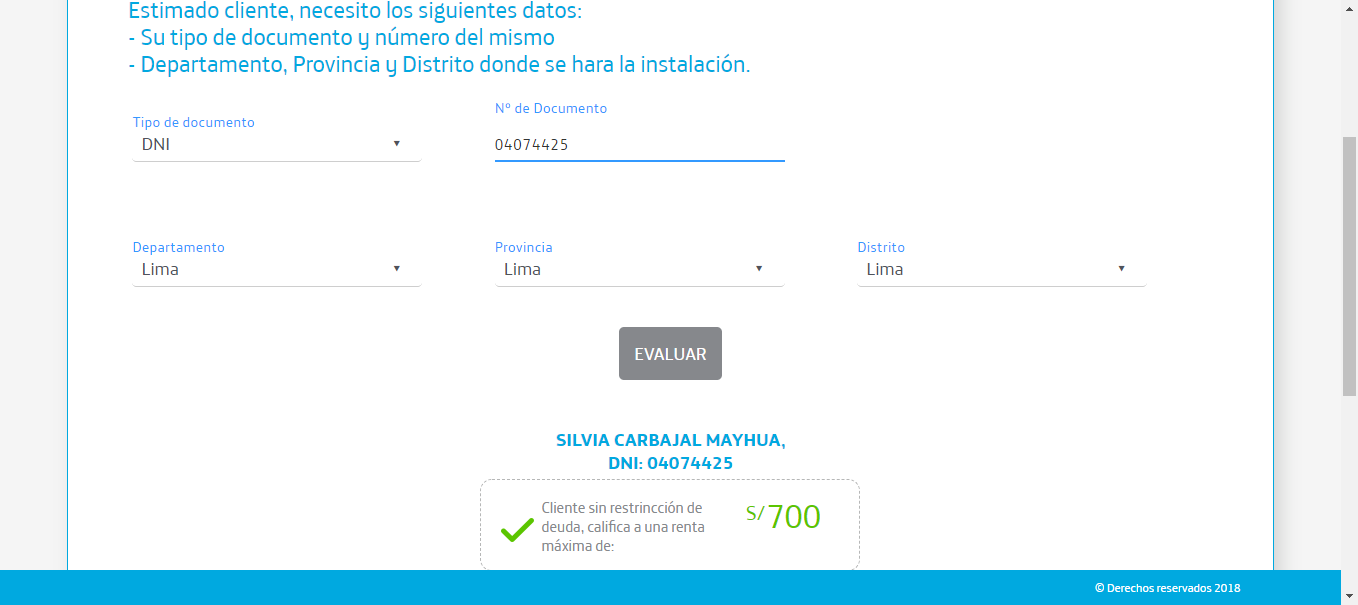 Estimado cliente, necesito los siguientes datos:
- Su tipo de documento y número del mismo
- Departamento, Provincia y Distrito donde se hara la instalación.
Tipo de documento
DNI
Nº de Documento
04074425
Departamento
Lima
Provincia
Lima
Distrito
Lima
EVALUAR
SILVIA CARBAJAL MAYHUA,
DNI: 04074425
Cliente sin restrincción de
deuda, califica a una renta
máxima de:
S/700
© Derechos reservados 2018